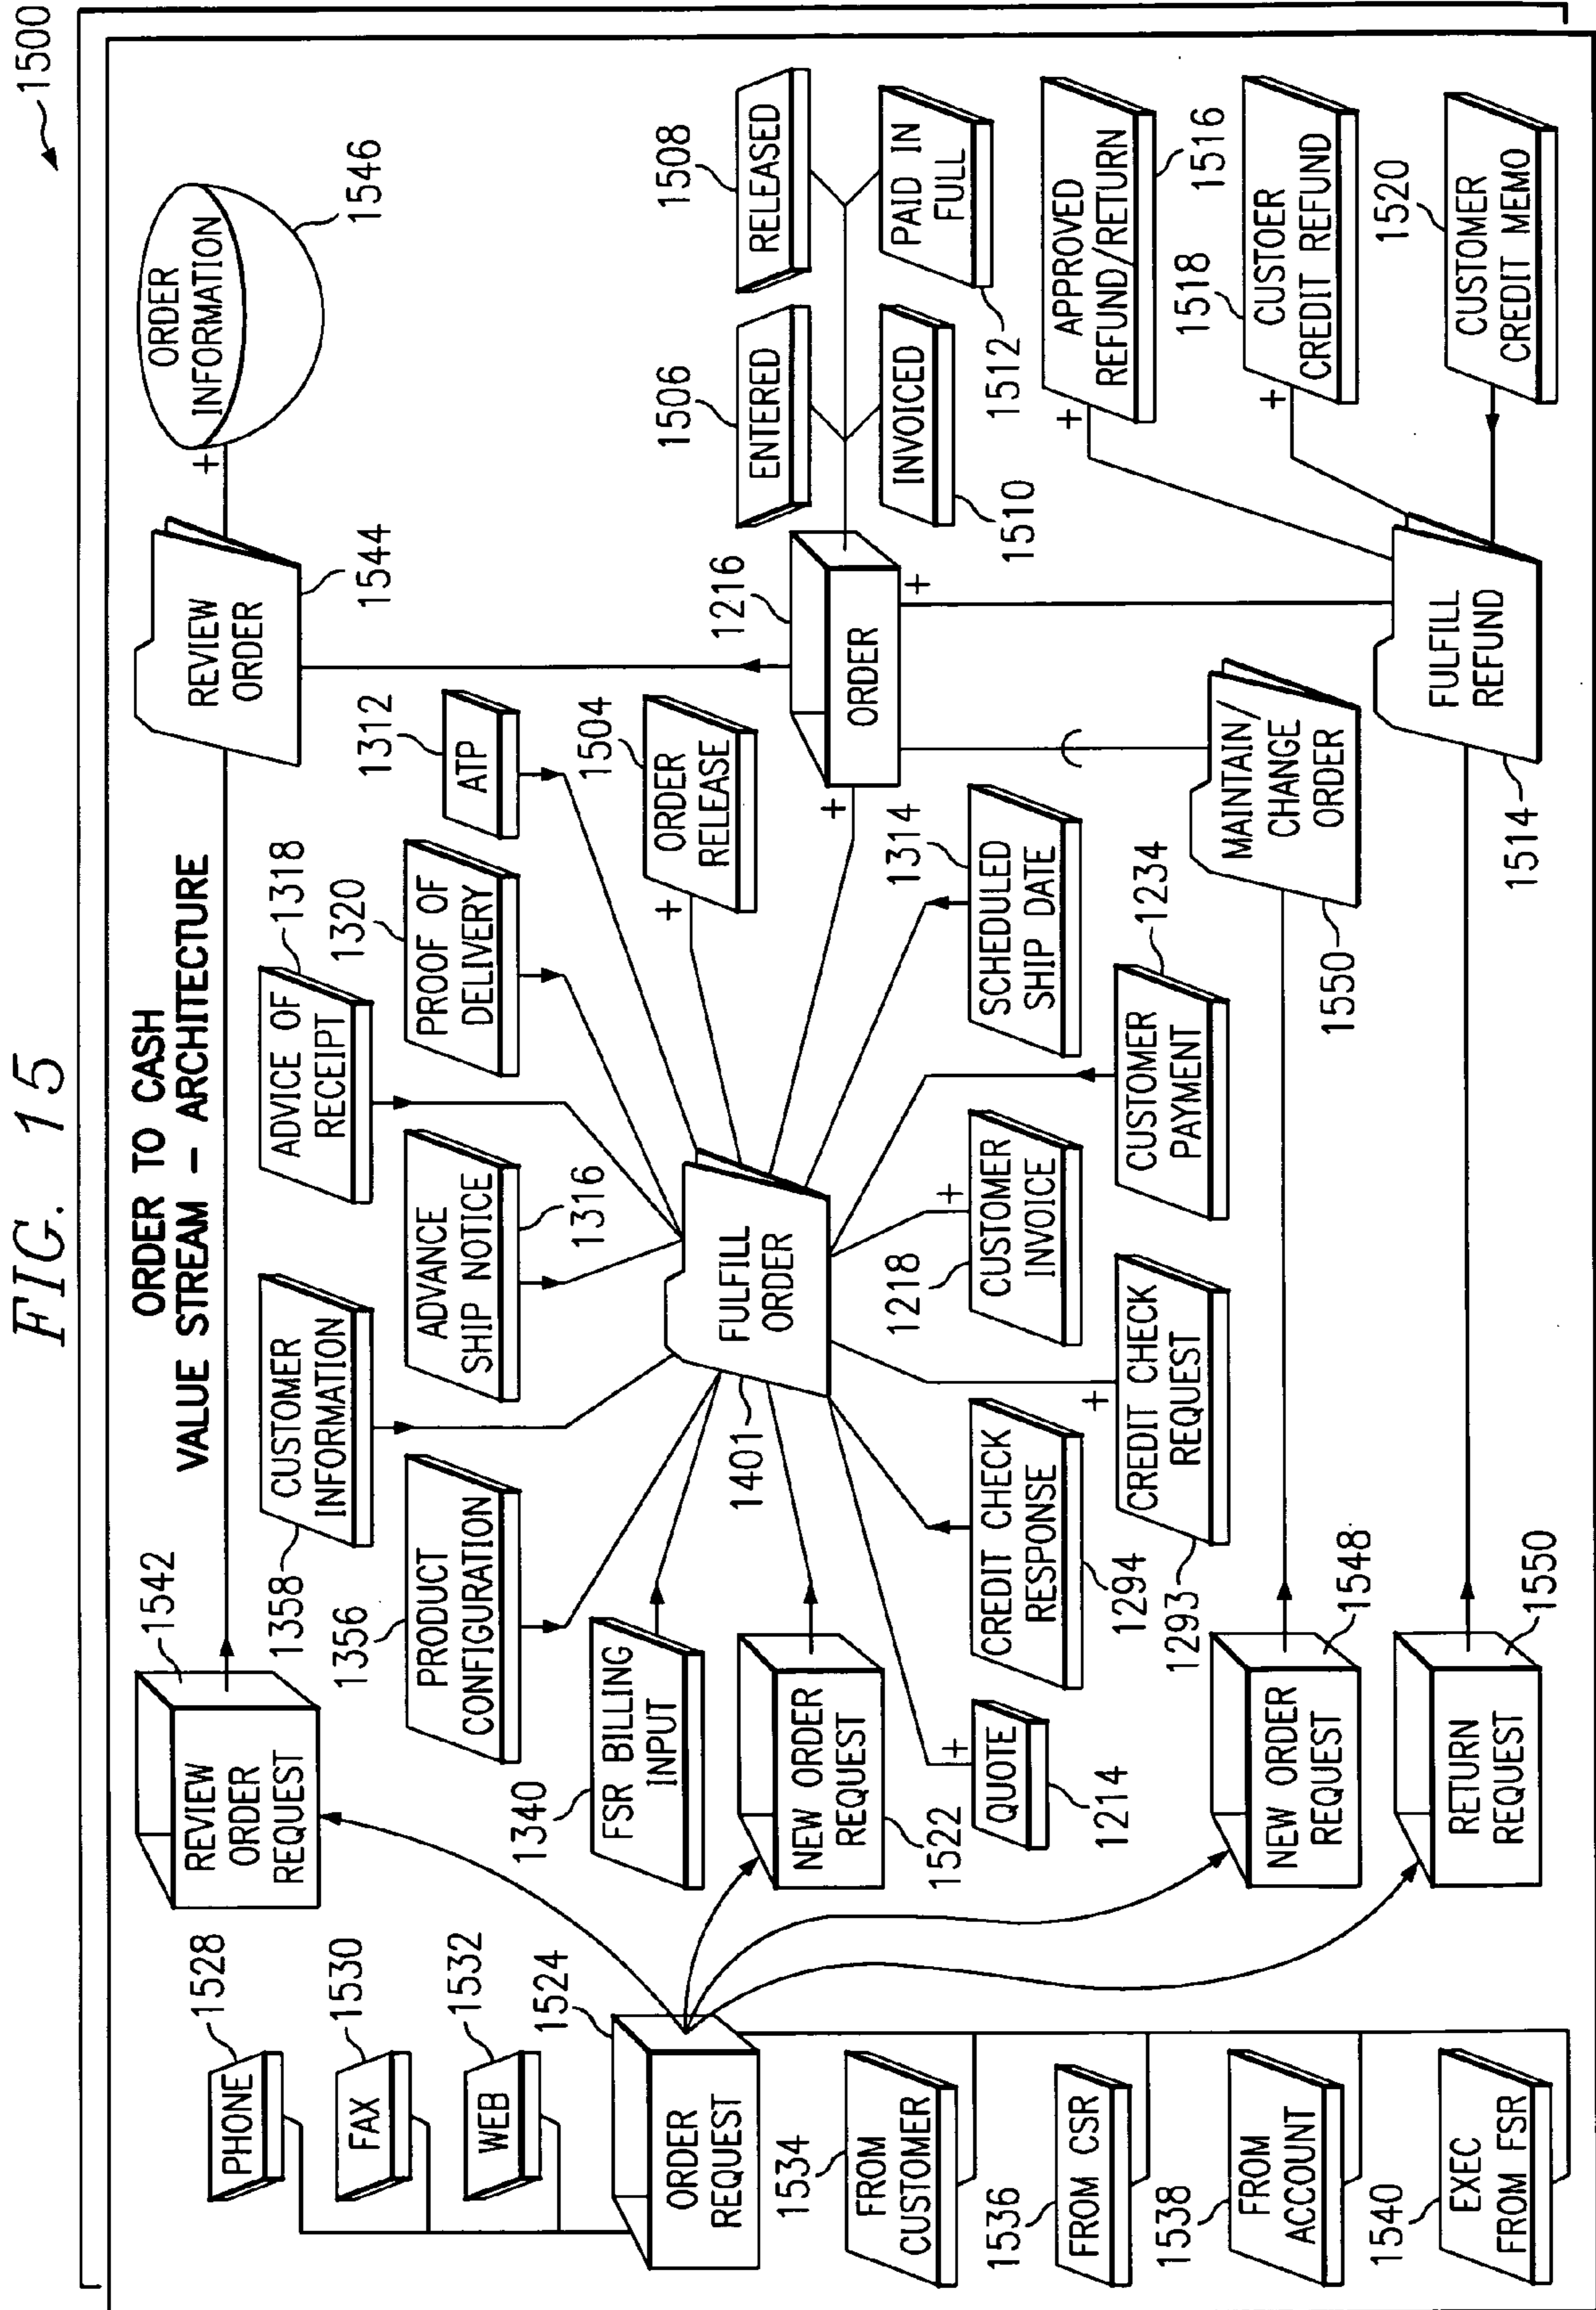 FIG. 15
1500
ORDER TO CASH
VALUE STREAM – ARCHITECTURE
1528
PHONE
1530
FAX
1532
WEB
1524
ORDER
REQUEST
1534
FROM
CUSTOMER
1536
FROM CSR
1538
FROM
ACCOUNT
1540
EXEC
FROM FSR
1542
REVIEW
ORDER
REQUEST
1358
CUSTOMER
INFORMATION
1356
PRODUCT
CONFIGURATION
1340
FSR BILLING
INPUT
NEW ORDER
REQUEST
1522
+
QUOTE
1214
CREDIT CHECK
RESPONSE
1294
+
CREDIT CHECK
REQUEST
1293
NEW ORDER
REQUEST
1548
RETURN
REQUEST
1550
ADVICE OF
RECEIPT
1318
ADVANCE
SHIP NOTICE
1316
1320
PROOF OF
DELIVERY
1312
ATP
1504
+
ORDER
RELEASE
FULFILL
ORDER
1401
1218
+
CUSTOMER
INVOICE
1234
CUSTOMER
PAYMENT
1314
SCHEDULED
SHIP DATE
REVIEW
ORDER
1544
+
ORDER
INFORMATION
1546
1216
ORDER
+
+
1506
ENTERED
1508
RELEASED
INVOICED
1510
PAID IN
FULL
1512
MAINTAIN/
CHANGE
ORDER
1550
FULFILL
REFUND
1514
+
APPROVED
REFUND/RETURN
1516
1518
+
CUSTOER
CREDIT REFUND
1520
CUSTOMER
CREDIT MEMO